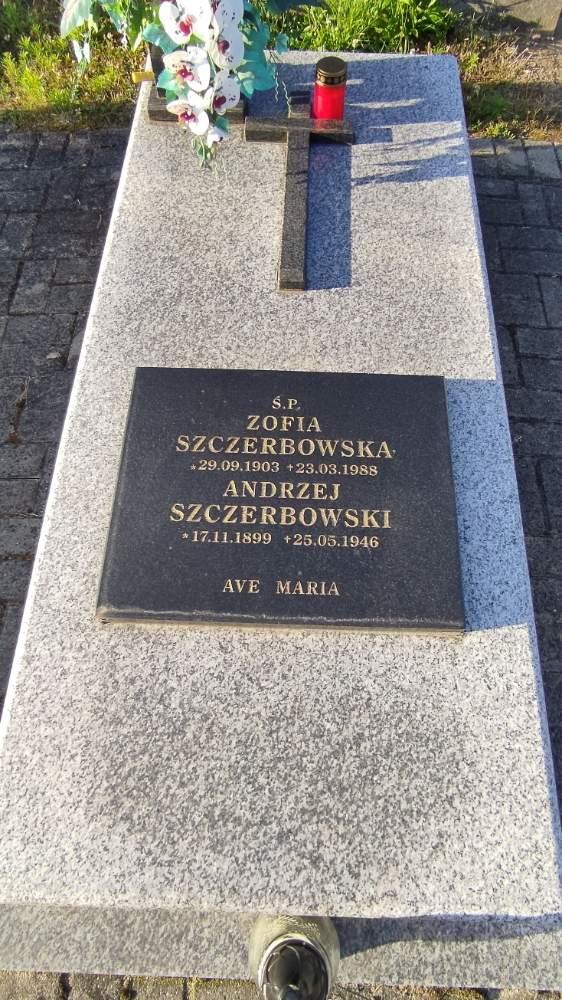 Ś.P.
ZOFIA
SZCZERBOWSKA
*29.09.1903 +23.03.1988
ANDRZEJ
SZCZERBOWSKI
*17.11.1899 +25.05.1946
AVE MARIA